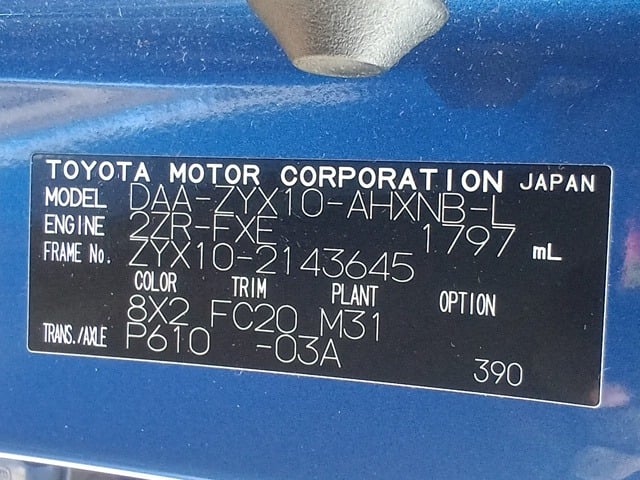 TOYOTA MOTOR CORPORATION JAPAN
MODEL DAA-ZYX10-AHXNB-L
ENGINE 2ZR-FXE 1797 mL
FRAME No. ZYX10-2143645
COLOR TRIM PLANT OPTION
8X2 FC20 M31
TRANS./AXLE P610 -03A
390